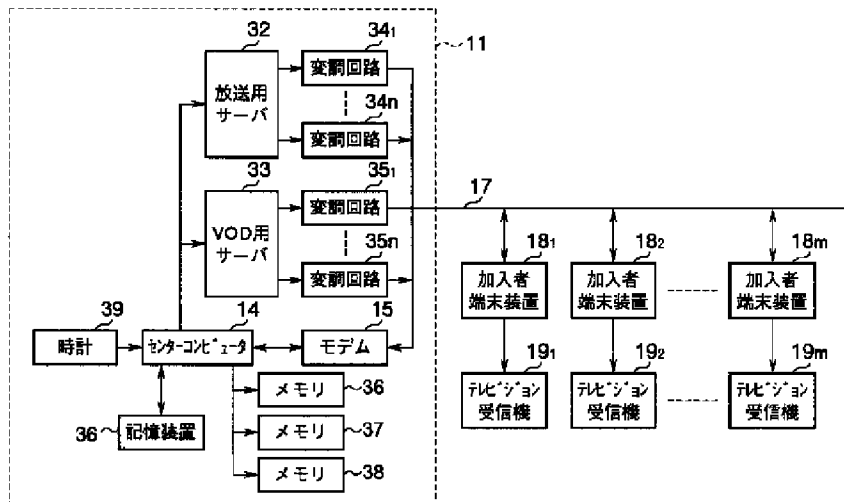 32
34₁
11
放送用
サーバ
変調回路
34n
変調回路
33
35₁
17
VOD用
サーバ
変調回路
35n
変調回路
18₁
18₂
18m
加入者
端末装置
加入者
端末装置
加入者
端末装置
39
14
15
時計
センターコンピュータ
モデム
19₁
19₂
19m
テレビジョン
受信機
テレビジョン
受信機
テレビジョン
受信機
メモリ
36
36
記憶装置
メモリ
37
メモリ
38